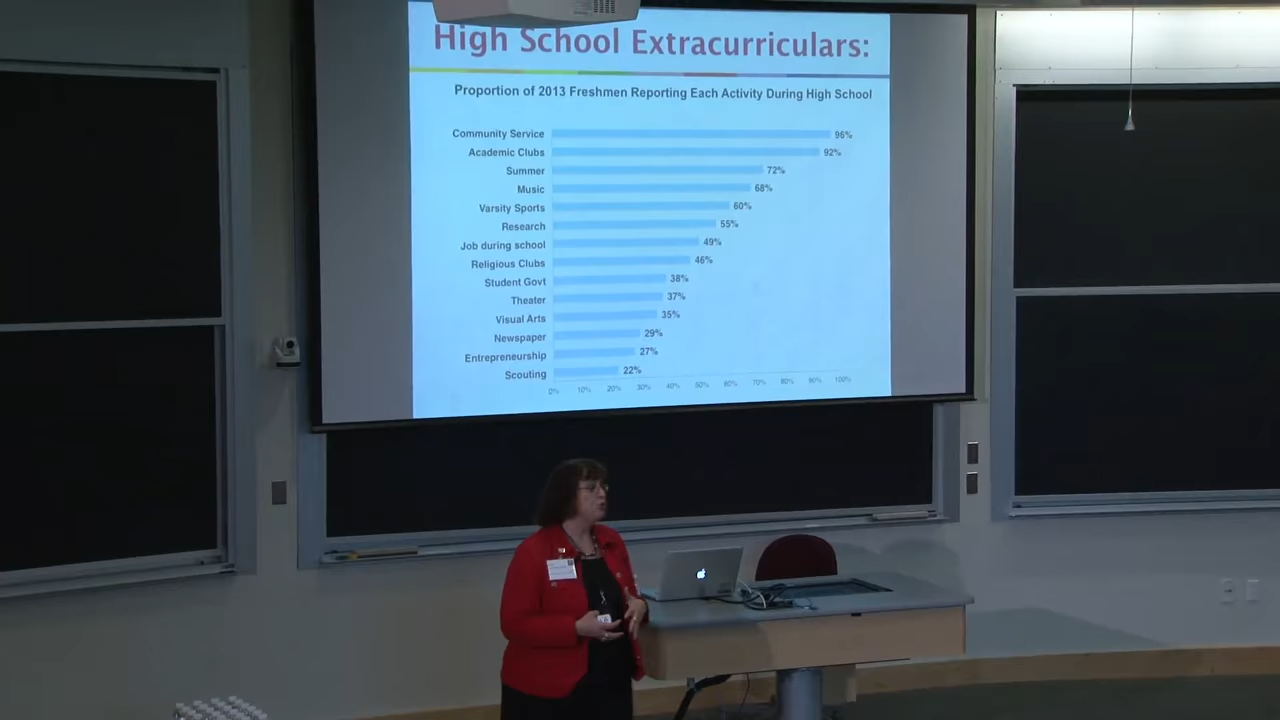 High School Extracurriculars:
Proportion of 2013 Freshmen Reporting Each Activity During High School
Community Service 96%
Academic Clubs 92%
Summer 72%
Music 68%
Varsity Sports 60%
Research 55%
Job during school 49%
Religious Clubs 46%
Student Govt 38%
Theater 37%
Visual Arts 35%
Newspaper 29%
Entrepreneurship 27%
Scouting 22%
0% 10% 20% 30% 40% 50% 60% 70% 80% 90% 100%